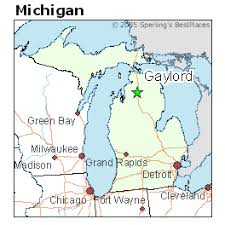 Michigan
© 2005 Sperling's BestPlaces
Gaylord
Green Bay
Milwaukee
Madison
Grand Rapids
Detroit
Chicago
Fort Wayne
Cleveland